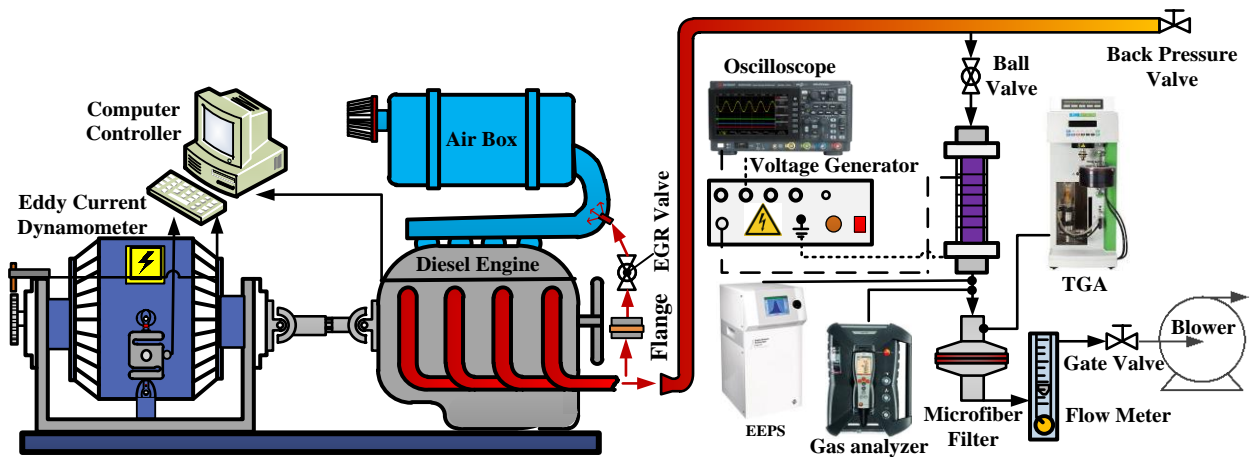 Computer
Controller
Eddy Current
Dynamometer
Air Box
Diesel Engine
EGR Valve
Flange
Oscilloscope
Voltage Generator
Ball
Valve
Back Pressure
Valve
TGA
EEPS
Gas analyzer
Microfiber
Filter
Flow Meter
Gate Valve
Blower